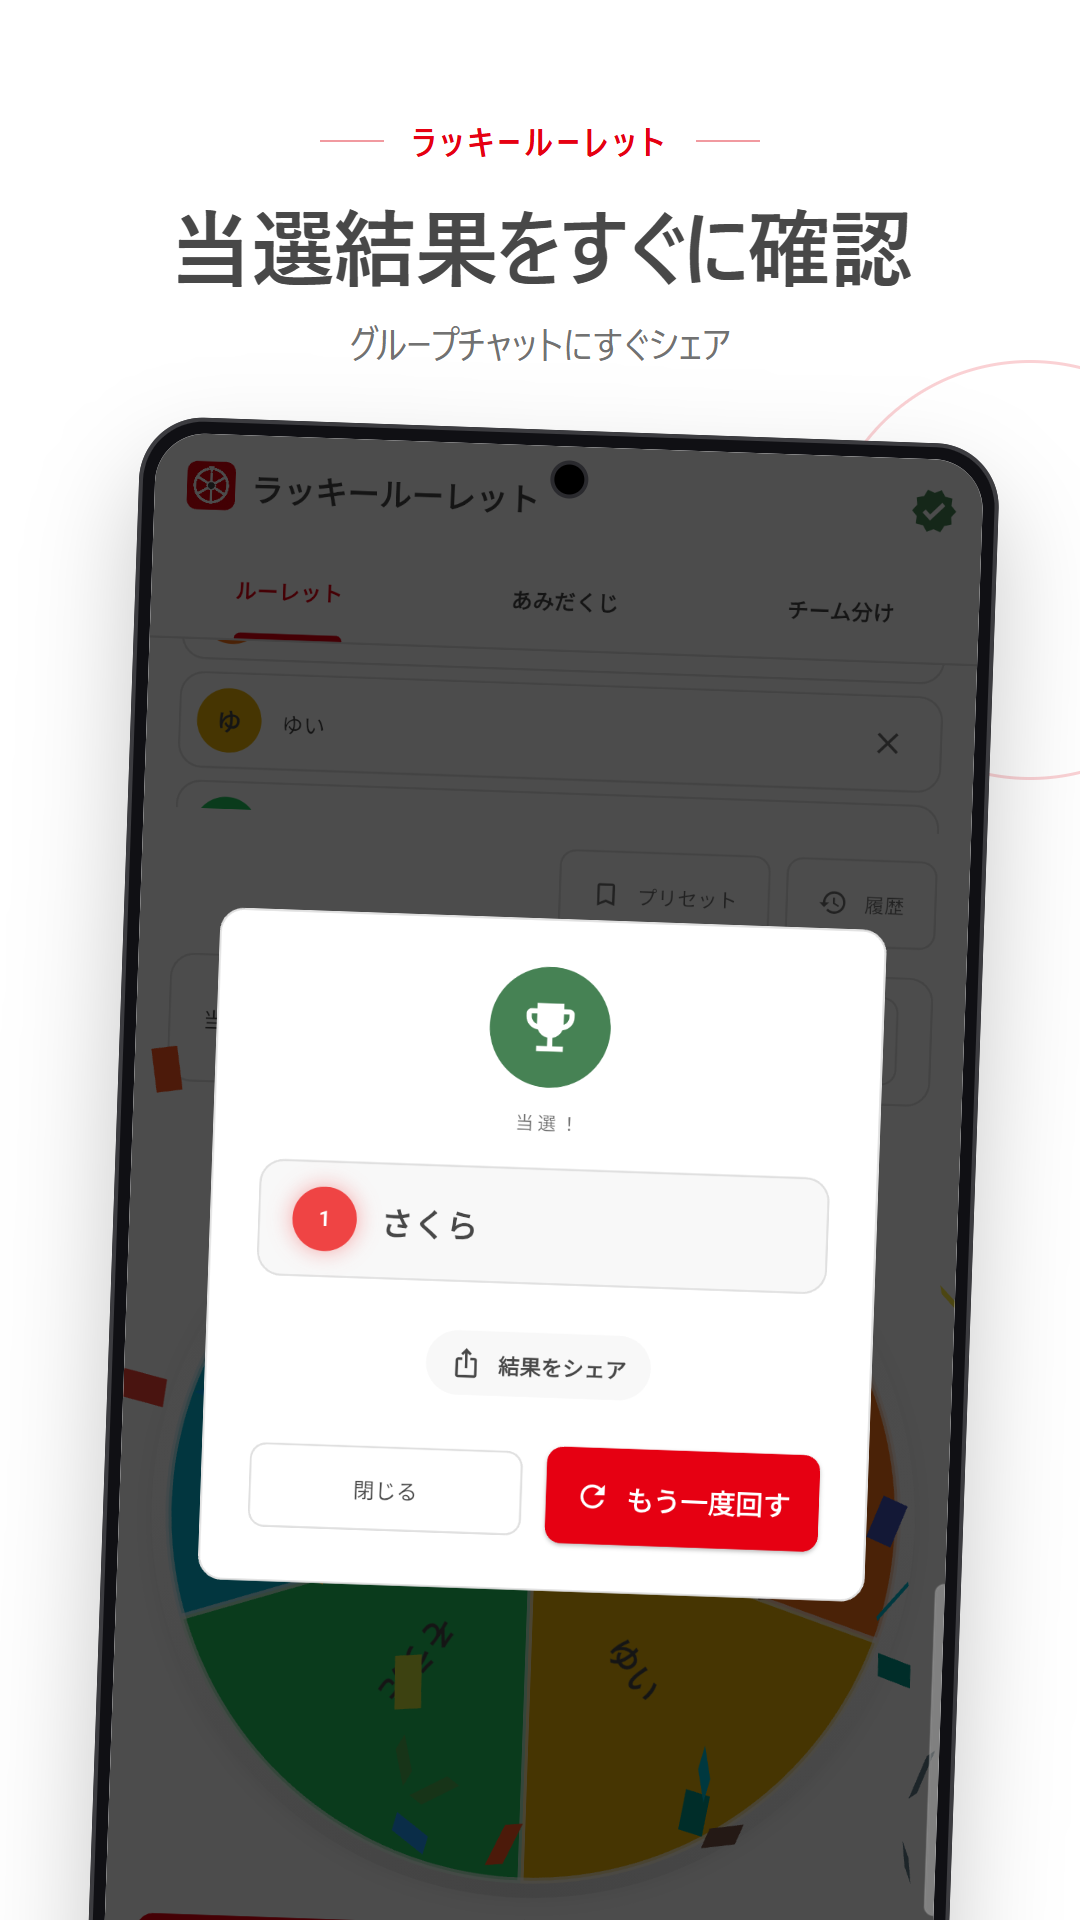 ラッキールーレット
当選結果をすぐに確認
グループチャットにすぐシェア
ラッキールーレット
ルーレット
あみだくじ
チーム分け
ゆ
ゆい
プリセット
履歴
当
当選！
1
さくら
結果をシェア
閉じる
もう一度回す
ゆい